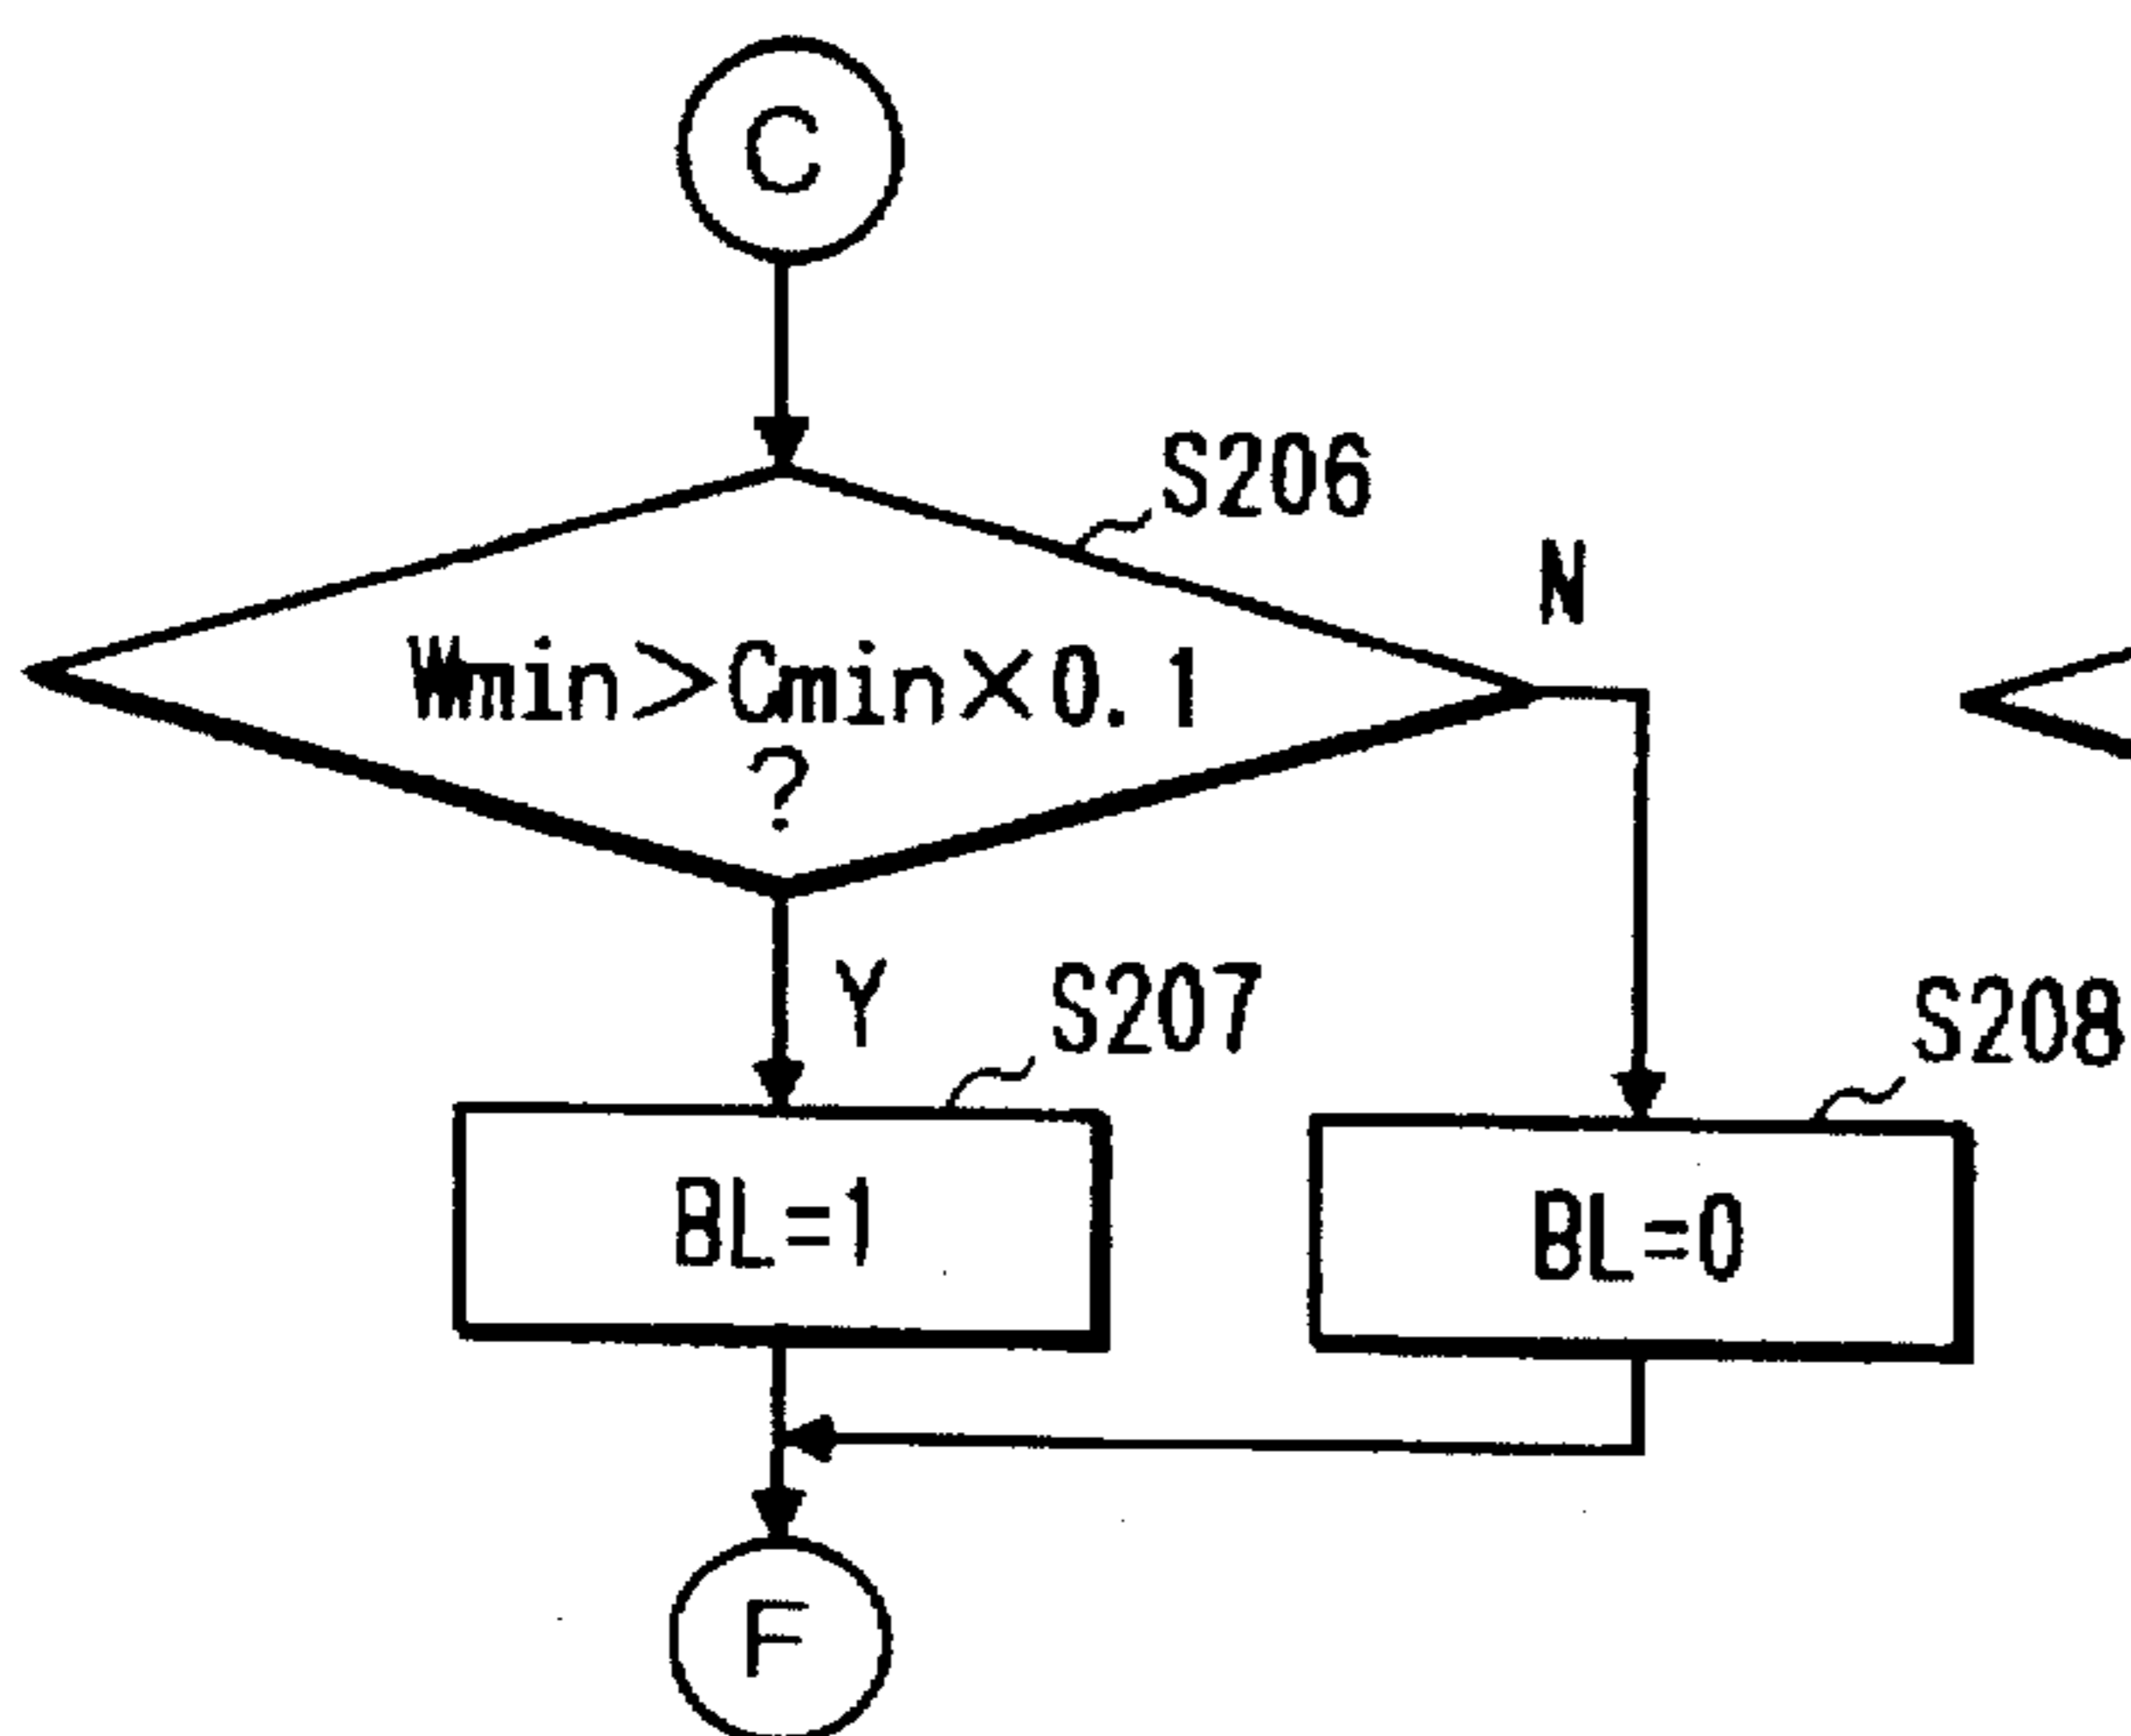 C
S206
N
Wmin>Cmin×0.1
?
Y
S207
S208
BL=1
BL=0
F